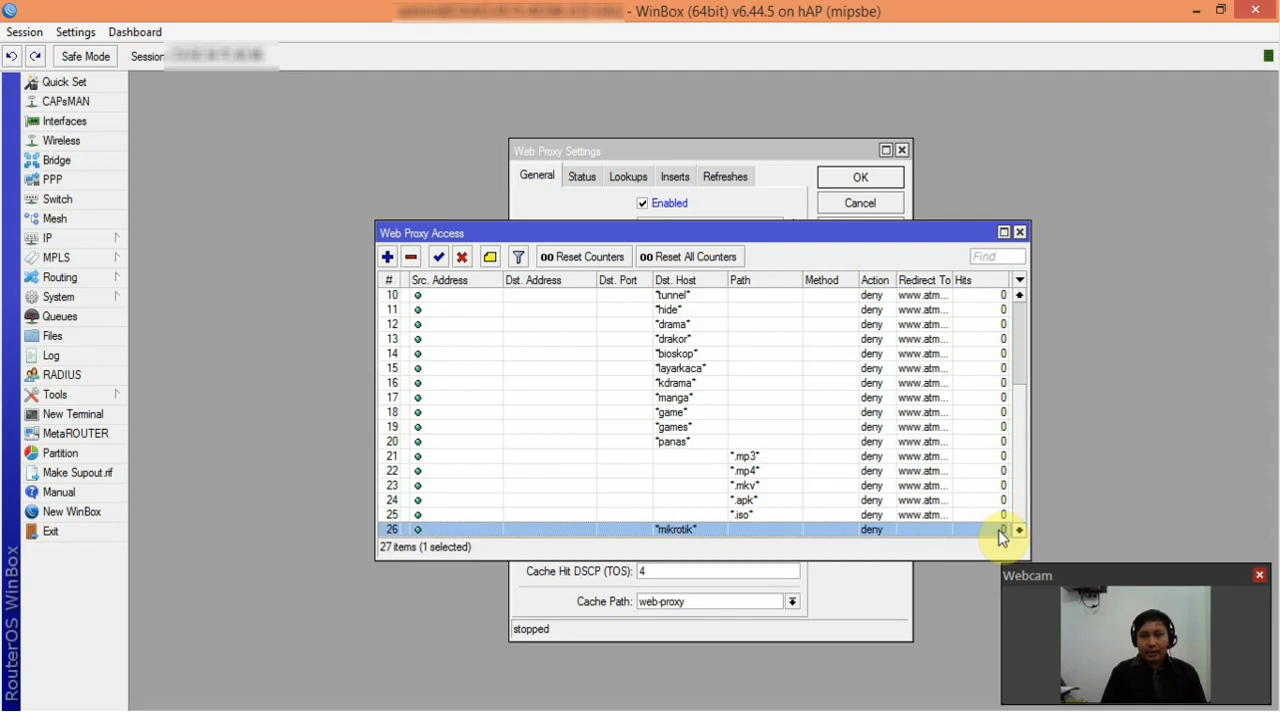 - WinBox (64bit) v6.44.5 on hAP (mipsbe)
Session Settings Dashboard
Safe Mode Session
Quick Set
CAPsMAN
Interfaces
Wireless
Bridge
PPP
Switch
Mesh
IP
MPLS
Routing
System
Queues
Files
Log
RADIUS
Tools
New Terminal
MetaROUTER
Partition
Make Supout.rif
Manual
New WinBox
Exit
RouterOS WinBox
Web Proxy Settings
General Status Lookups Inserts Refreshes OK
Enabled Cancel
Web Proxy Access
00 Reset Counters 00 Reset All Counters Find
# Src. Address Dst. Address Dst. Port Dst. Host Path Method Action Redirect To Hits
10 *tunnel* deny www.atm... 0
11 *hide* deny www.atm... 0
12 *drama* deny www.atm... 0
13 *drakor* deny www.atm... 0
14 *bioskop* deny www.atm... 0
15 *layarkaca* deny www.atm... 0
16 *kdrama* deny www.atm... 0
17 *manga* deny www.atm... 0
18 *game* deny www.atm... 0
19 *games* deny www.atm... 0
20 *panas* deny www.atm... 0
21 *.mp3* deny www.atm... 0
22 *.mp4* deny www.atm... 0
23 *.mkv* deny www.atm... 0
24 *.apk* deny www.atm... 0
25 *.iso* deny www.atm... 0
26 *mikrotik* deny 0
27 items (1 selected)
Cache Hit DSCP (TOS): 4
Cache Path: web-proxy
stopped
Webcam